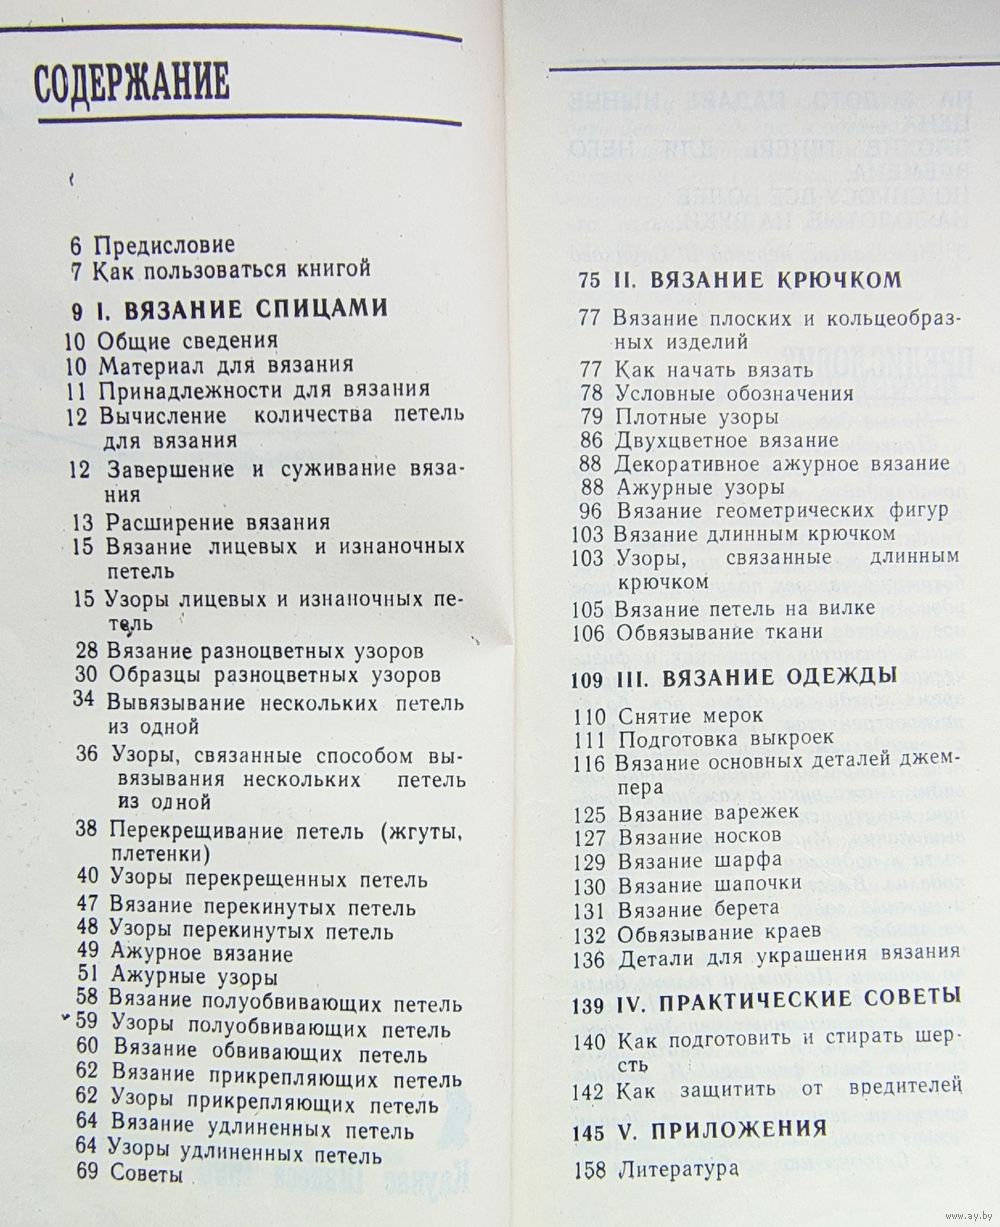 СОДЕРЖАНИЕ
6 Предисловие
7 Как пользоваться книгой
9 I. ВЯЗАНИЕ СПИЦАМИ
10 Общие сведения
10 Материал для вязания
11 Принадлежности для вязания
12 Вычисление количества петель
для вязания
12 Завершение и суживание вяза-
ния
13 Расширение вязания
15 Вязание лицевых и изнаночных
петель
15 Узоры лицевых и изнаночных пе-
тель
28 Вязание разноцветных узоров
30 Образцы разноцветных узоров
34 Вывязывание нескольких петель
из одной
36 Узоры, связанные способом вы-
вязывания нескольких петель
из одной
38 Перекрещивание петель (жгуты,
плетенки)
40 Узоры перекрещенных петель
47 Вязание перекинутых петель
48 Узоры перекинутых петель
49 Ажурное вязание
51 Ажурные узоры
58 Вязание полуобвивающих петель
59 Узоры полуобвивающих петель
60 Вязание обвивающих петель
62 Вязание прикрепляющих петель
62 Узоры прикрепляющих петель
64 Вязание удлиненных петель
64 Узоры удлиненных петель
69 Советы
75 II. ВЯЗАНИЕ КРЮЧКОМ
77 Вязание плоских и кольцеобраз-
ных изделий
77 Как начать вязать
78 Условные обозначения
79 Плотные узоры
86 Двухцветное вязание
88 Декоративное ажурное вязание
88 Ажурные узоры
96 Вязание геометрических фигур
103 Вязание длинным крючком
103 Узоры, связанные длинным
крючком
105 Вязание петель на вилке
106 Обвязывание ткани
109 III. ВЯЗАНИЕ ОДЕЖДЫ
110 Снятие мерок
111 Подготовка выкроек
116 Вязание основных деталей джем-
пера
125 Вязание варежек
127 Вязание носков
129 Вязание шарфа
130 Вязание шапочки
131 Вязание берета
132 Обвязывание краев
136 Детали для украшения вязания
139 IV. ПРАКТИЧЕСКИЕ СОВЕТЫ
140 Как подготовить и стирать шер-
сть
142 Как защитить от вредителей
145 V. ПРИЛОЖЕНИЯ
158 Литература
www.ay.by